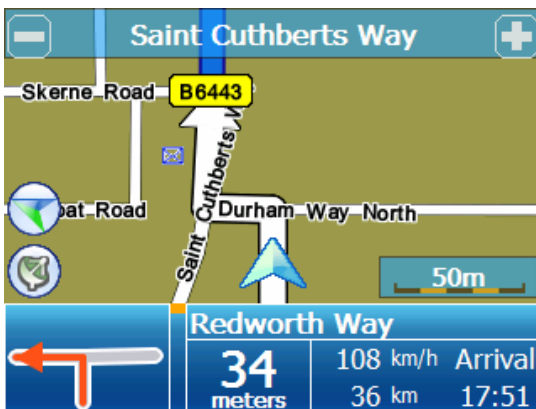 Saint Cuthberts Way
Skerne Road
B6443
Saint Cuthberts
oat Road
Durham Way North
50m
Redworth Way
34 meters
108 km/h Arrival
36 km 17:51